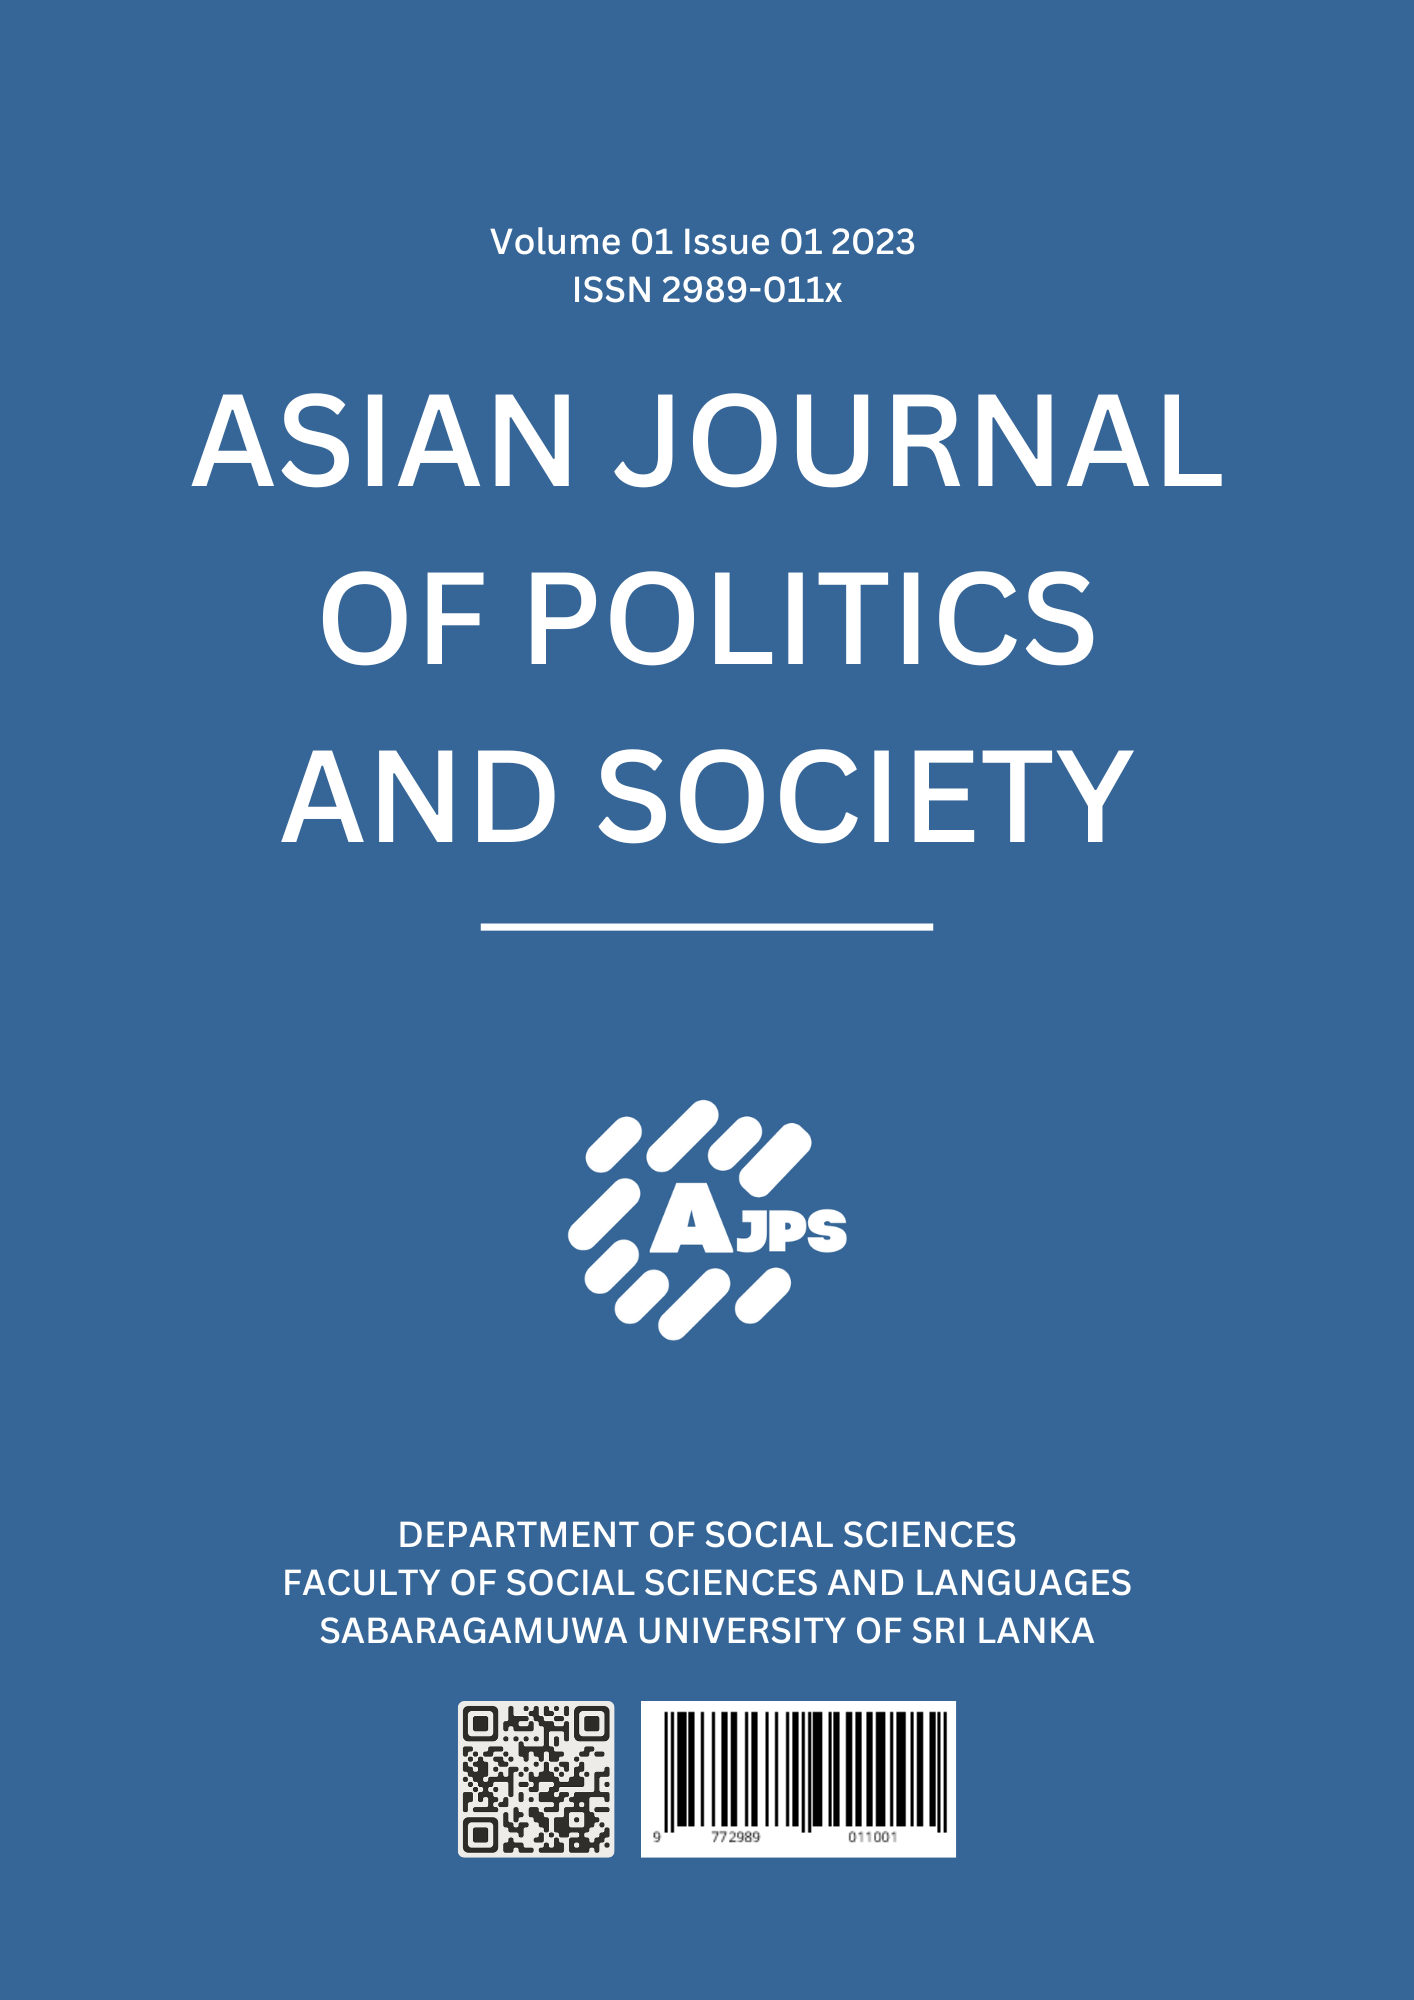 Volume 01 Issue 01 2023
ISSN 2989-011x
ASIAN JOURNAL
OF POLITICS
AND SOCIETY
AJPS
DEPARTMENT OF SOCIAL SCIENCES
FACULTY OF SOCIAL SCIENCES AND LANGUAGES
SABARAGAMUWA UNIVERSITY OF SRI LANKA
9 772989 011001